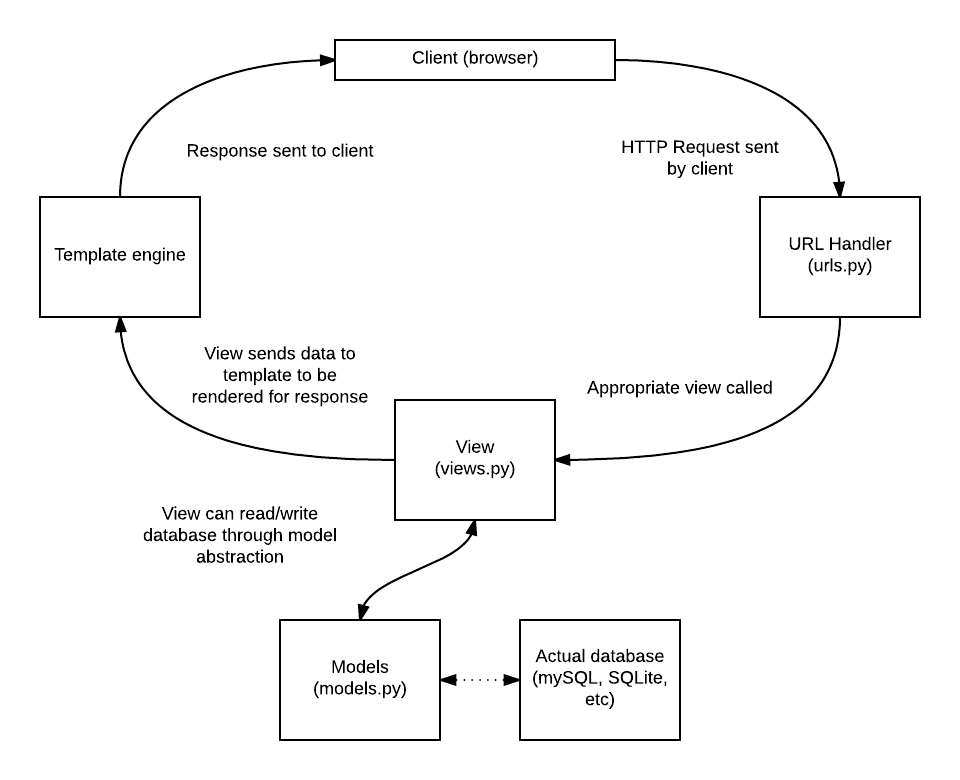 Client (browser)
Response sent to client
HTTP Request sent
by client
Template engine
URL Handler
(urls.py)
View sends data to
template to be
rendered for response
Appropriate view called
View
(views.py)
View can read/write
database through model
abstraction
Models
(models.py)
Actual database
(mySQL, SQLite,
etc)